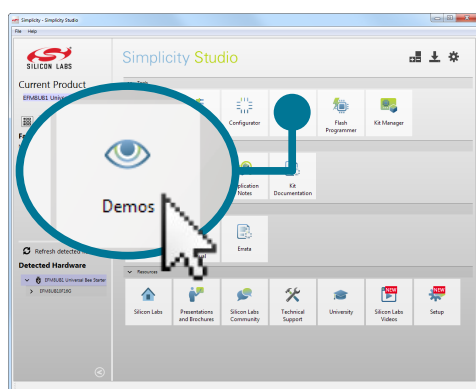 Simplicity - Simplicity Studio
File Help
SILICON LABS
Simplicity Studio
Current Product
EFM8UB1 Univer
Tools
Configurator
Flash
Programmer
Kit Manager
Demos
Application
Notes
Kit
Documentation
Errata
Refresh detected
Detected Hardware
EFM8UB1 Universal Bee Starter
EFM8UB10F16G
Resources
Silicon Labs
Presentations
and Brochures
Silicon Labs
Community
Technical
Support
University
NEW
Silicon Labs
Videos
NEW
Setup